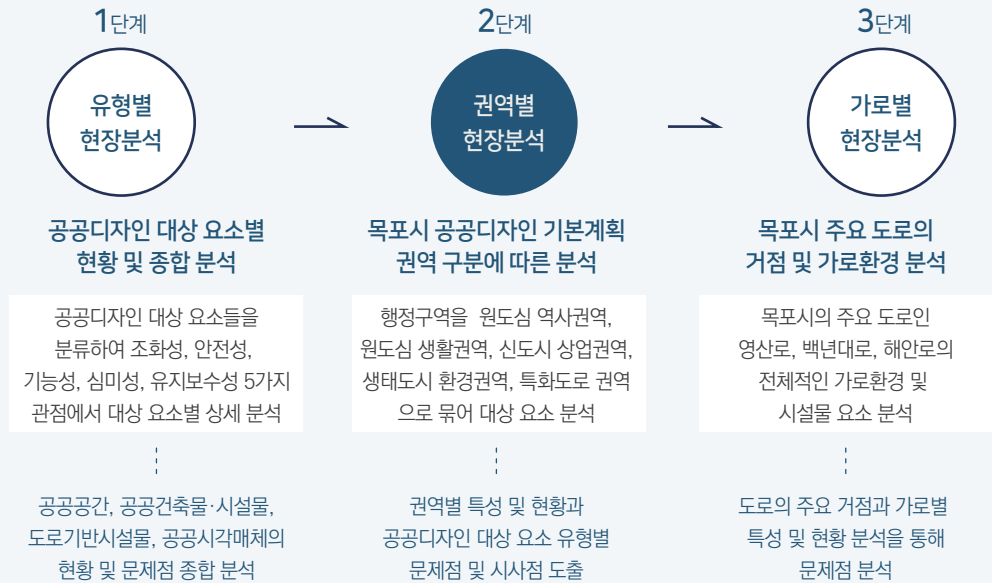 1단계
유형별
현장분석
공공디자인 대상 요소별
현황 및 종합 분석
공공디자인 대상 요소들을
분류하여 조화성, 안전성,
기능성, 심미성, 유지보수성 5가지
관점에서 대상 요소별 상세 분석
공공공간, 공공건축물·시설물,
도로기반시설물, 공공시각매체의
현황 및 문제점 종합 분석
2단계
권역별
현장분석
목포시 공공디자인 기본계획
권역 구분에 따른 분석
행정구역을 원도심 역사권역,
원도심 생활권역, 신도시 상업권역,
생태도시 환경권역, 특화도로 권역
으로 묶어 대상 요소 분석
권역별 특성 및 현황과
공공디자인 대상 요소 유형별
문제점 및 시사점 도출
3단계
가로별
현장분석
목포시 주요 도로의
거점 및 가로환경 분석
목포시의 주요 도로인
영산로, 백년대로, 해안로의
전체적인 가로환경 및
시설물 요소 분석
도로의 주요 거점과 가로별
특성 및 현황 분석을 통해
문제점 분석